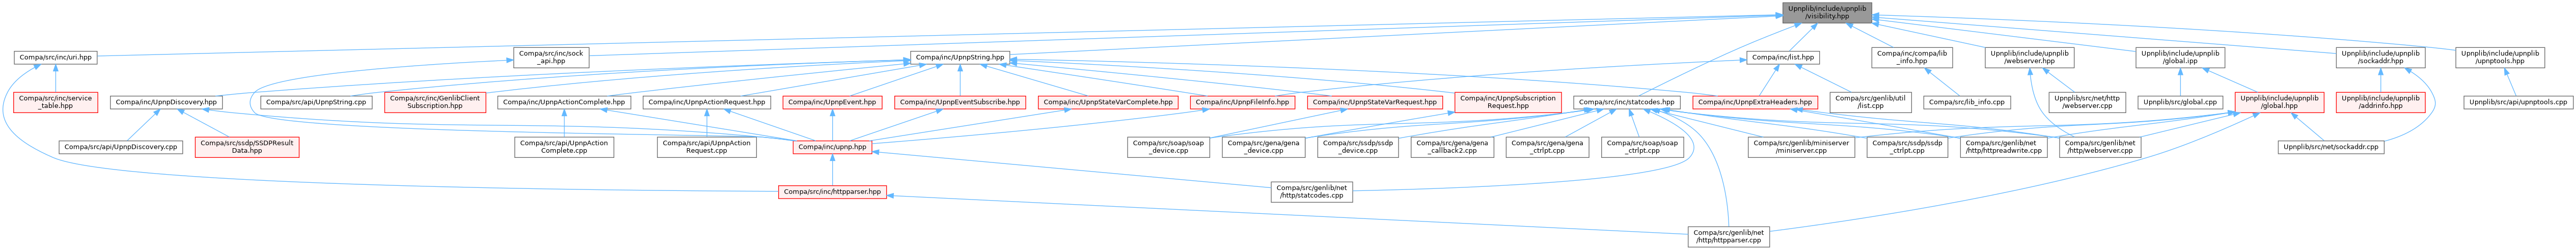 Upnplib/include/upnplib
/visibility.hpp
Compa/src/inc/uri.hpp
Compa/src/inc/sock
_api.hpp
Compa/inc/UpnpString.hpp
Compa/inc/list.hpp
Compa/inc/compa/lib
_info.hpp
Upnplib/include/upnplib
/webserver.hpp
Upnplib/include/upnplib
/global.ipp
Upnplib/include/upnplib
/sockaddr.hpp
Upnplib/include/upnplib
/upnptools.hpp
Compa/src/inc/service
_table.hpp
Compa/inc/UpnpDiscovery.hpp
Compa/src/api/UpnpString.cpp
Compa/src/inc/GenlibClient
Subscription.hpp
Compa/inc/UpnpActionComplete.hpp
Compa/inc/UpnpActionRequest.hpp
Compa/inc/UpnpEvent.hpp
Compa/inc/UpnpEventSubscribe.hpp
Compa/inc/UpnpStateVarComplete.hpp
Compa/inc/UpnpFileInfo.hpp
Compa/inc/UpnpStateVarRequest.hpp
Compa/inc/UpnpSubscription
Request.hpp
Compa/src/inc/statcodes.hpp
Compa/inc/UpnpExtraHeaders.hpp
Compa/src/genlib/util
/list.cpp
Compa/src/lib_info.cpp
Upnplib/src/net/http
/webserver.cpp
Upnplib/src/global.cpp
Upnplib/include/upnplib
/global.hpp
Upnplib/include/upnplib
/addrinfo.hpp
Upnplib/src/api/upnptools.cpp
Compa/src/api/UpnpDiscovery.cpp
Compa/src/ssdp/SSDPResult
Data.hpp
Compa/src/api/UpnpAction
Complete.cpp
Compa/src/api/UpnpAction
Request.cpp
Compa/inc/upnp.hpp
Compa/src/soap/soap
_device.cpp
Compa/src/gena/gena
_device.cpp
Compa/src/ssdp/ssdp
_device.cpp
Compa/src/gena/gena
_callback2.cpp
Compa/src/gena/gena
_ctrlpt.cpp
Compa/src/soap/soap
_ctrlpt.cpp
Compa/src/genlib/miniserver
/miniserver.cpp
Compa/src/ssdp/ssdp
_ctrlpt.cpp
Compa/src/genlib/net
/http/httpreadwrite.cpp
Compa/src/genlib/net
/http/webserver.cpp
Upnplib/src/net/sockaddr.cpp
Compa/src/inc/httpparser.hpp
Compa/src/genlib/net
/http/statcodes.cpp
Compa/src/genlib/net
/http/httpparser.cpp